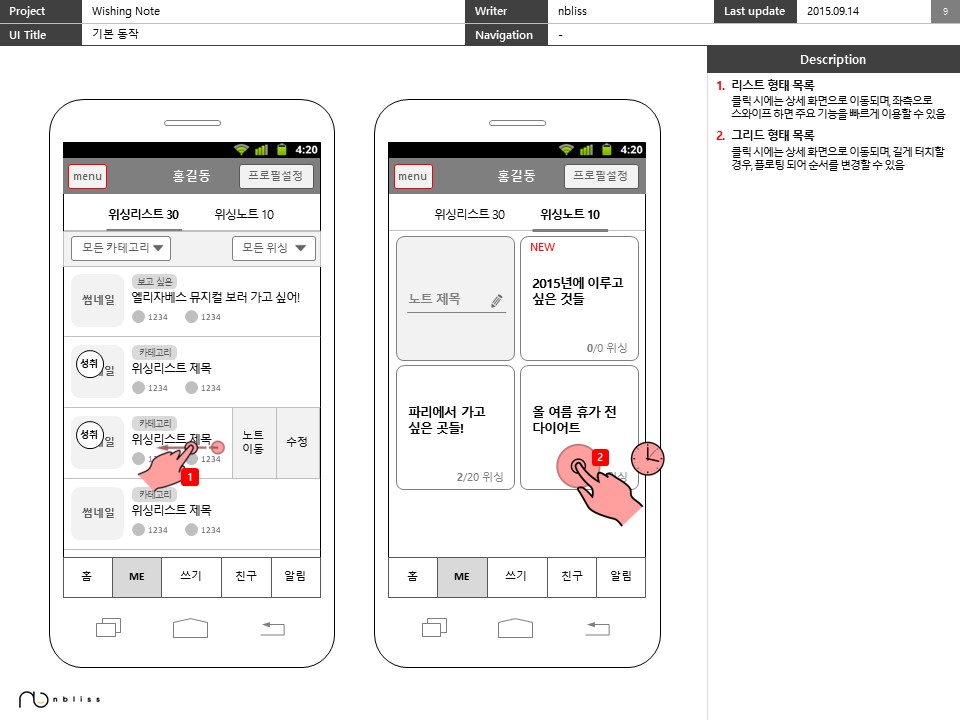 Project Wishing Note Writer nbliss Last update 2015.09.14 9
UI Title 기본 동작 Navigation -
Description
1. 리스트 형태 목록
클릭 시에는 상세 화면으로 이동되며, 좌측으로
스와이프 하면 주요 기능을 빠르게 이용할 수 있음
2. 그리드 형태 목록
클릭 시에는 상세 화면으로 이동되며, 길게 터치할
경우, 플로팅 되어 순서를 변경할 수 있음
4:20
menu 홍길동 프로필설정
위싱리스트 30 위싱노트 10
모든 카테고리 모든 위싱
썸네일
보고 싶은
엘리자베스 뮤지컬 보러 가고 싶어!
1234 1234
성취 일
카테고리
위싱리스트 제목
1234 1234
성취 일
카테고리
위싱리스트 제목
1234
노트
이동
수정
1
썸네일
카테고리
위싱리스트 제목
1234 1234
홈 ME 쓰기 친구 알림
4:20
menu 홍길동 프로필설정
위싱리스트 30 위싱노트 10
노트 제목
NEW
2015년에 이루고
싶은 것들
0/0 위싱
파리에서 가고
싶은 곳들!
2/20 위싱
올 여름 휴가 전
다이어트
2
위싱
홈 ME 쓰기 친구 알림
nbliss